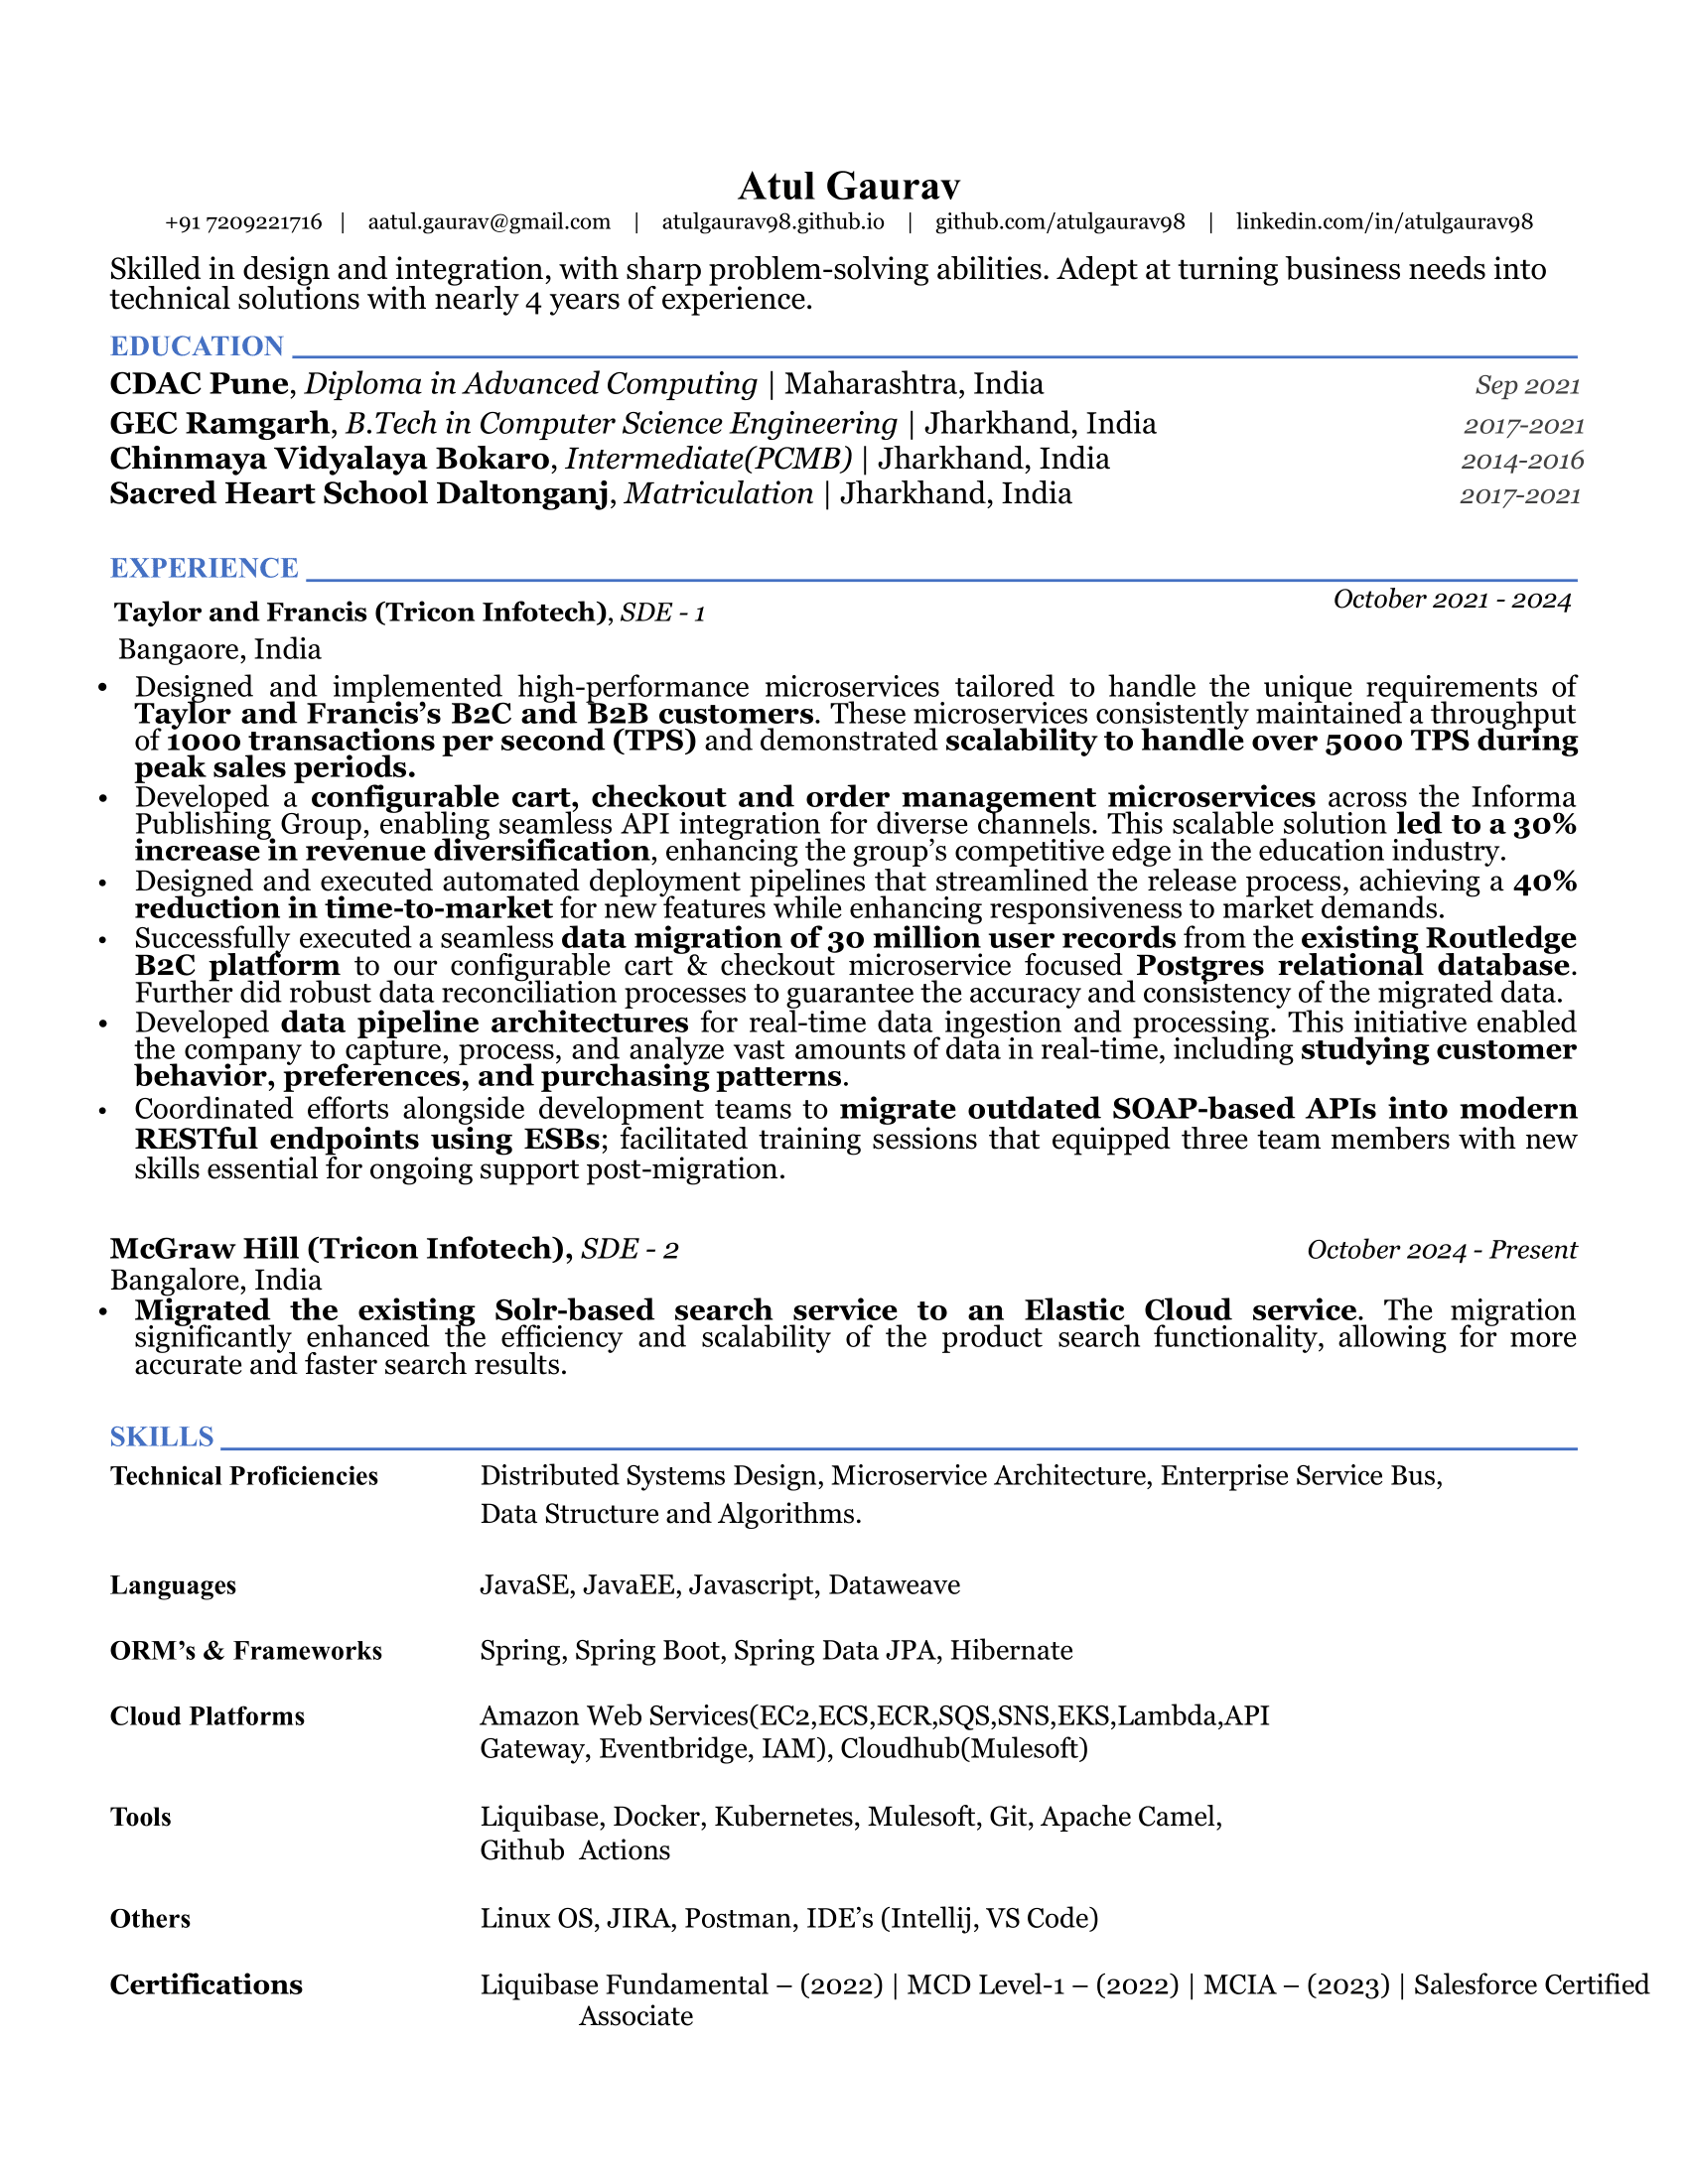 Atul Gaurav
+91 7209221716 | aatul.gaurav@gmail.com | atulgaurav98.github.io | github.com/atulgaurav98 | linkedin.com/in/atulgaurav98
Skilled in design and integration, with sharp problem-solving abilities. Adept at turning business needs into
technical solutions with nearly 4 years of experience.
EDUCATION
CDAC Pune, Diploma in Advanced Computing | Maharashtra, India Sep 2021
GEC Ramgarh, B.Tech in Computer Science Engineering | Jharkhand, India 2017-2021
Chinmaya Vidyalaya Bokaro, Intermediate(PCMB) | Jharkhand, India 2014-2016
Sacred Heart School Daltonganj, Matriculation | Jharkhand, India 2017-2021
EXPERIENCE
Taylor and Francis (Tricon Infotech), SDE - 1 October 2021 - 2024
Bangaore, India
• Designed and implemented high-performance microservices tailored to handle the unique requirements of
Taylor and Francis’s B2C and B2B customers. These microservices consistently maintained a throughput
of 1000 transactions per second (TPS) and demonstrated scalability to handle over 5000 TPS during
peak sales periods.
• Developed a configurable cart, checkout and order management microservices across the Informa
Publishing Group, enabling seamless API integration for diverse channels. This scalable solution led to a 30%
increase in revenue diversification, enhancing the group’s competitive edge in the education industry.
• Designed and executed automated deployment pipelines that streamlined the release process, achieving a 40%
reduction in time-to-market for new features while enhancing responsiveness to market demands.
• Successfully executed a seamless data migration of 30 million user records from the existing Routledge
B2C platform to our configurable cart & checkout microservice focused Postgres relational database.
Further did robust data reconciliation processes to guarantee the accuracy and consistency of the migrated data.
• Developed data pipeline architectures for real-time data ingestion and processing. This initiative enabled
the company to capture, process, and analyze vast amounts of data in real-time, including studying customer
behavior, preferences, and purchasing patterns.
• Coordinated efforts alongside development teams to migrate outdated SOAP-based APIs into modern
RESTful endpoints using ESBs; facilitated training sessions that equipped three team members with new
skills essential for ongoing support post-migration.
McGraw Hill (Tricon Infotech), SDE - 2 October 2024 - Present
Bangalore, India
• Migrated the existing Solr-based search service to an Elastic Cloud service. The migration
significantly enhanced the efficiency and scalability of the product search functionality, allowing for more
accurate and faster search results.
SKILLS
Technical Proficiencies Distributed Systems Design, Microservice Architecture, Enterprise Service Bus,
Data Structure and Algorithms.
Languages JavaSE, JavaEE, Javascript, Dataweave
ORM’s & Frameworks Spring, Spring Boot, Spring Data JPA, Hibernate
Cloud Platforms Amazon Web Services(EC2,ECS,ECR,SQS,SNS,EKS,Lambda,API
Gateway, Eventbridge, IAM), Cloudhub(Mulesoft)
Tools Liquibase, Docker, Kubernetes, Mulesoft, Git, Apache Camel,
Github Actions
Others Linux OS, JIRA, Postman, IDE’s (Intellij, VS Code)
Certifications Liquibase Fundamental – (2022) | MCD Level-1 – (2022) | MCIA – (2023) | Salesforce Certified
Associate